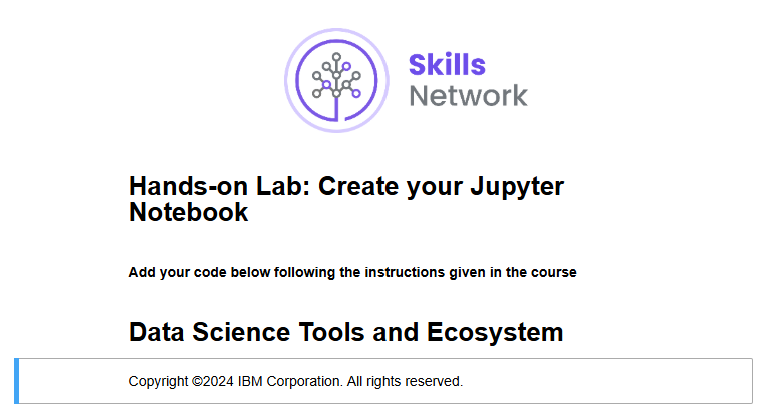 Skills
Network
Hands-on Lab: Create your Jupyter
Notebook
Add your code below following the instructions given in the course
Data Science Tools and Ecosystem
Copyright ©2024 IBM Corporation. All rights reserved.